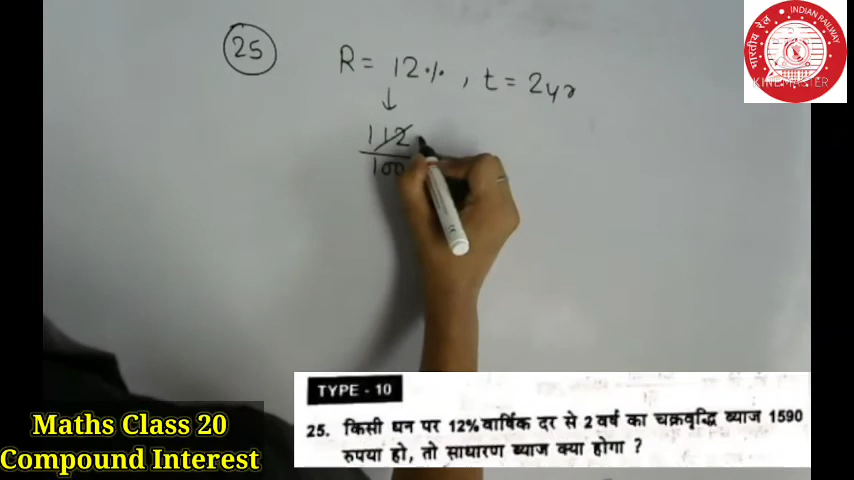 25
R = 12% , t = 2yr
↓
112
100
INDIAN RAILWAY
भारतीय रेल
KINEMASTER
TYPE - 10
25. किसी धन पर 12% वार्षिक दर से 2 वर्ष का चक्रवृद्धि ब्याज 1590
रुपया हो, तो साधारण ब्याज क्या होगा ?
Maths Class 20
Compound Interest